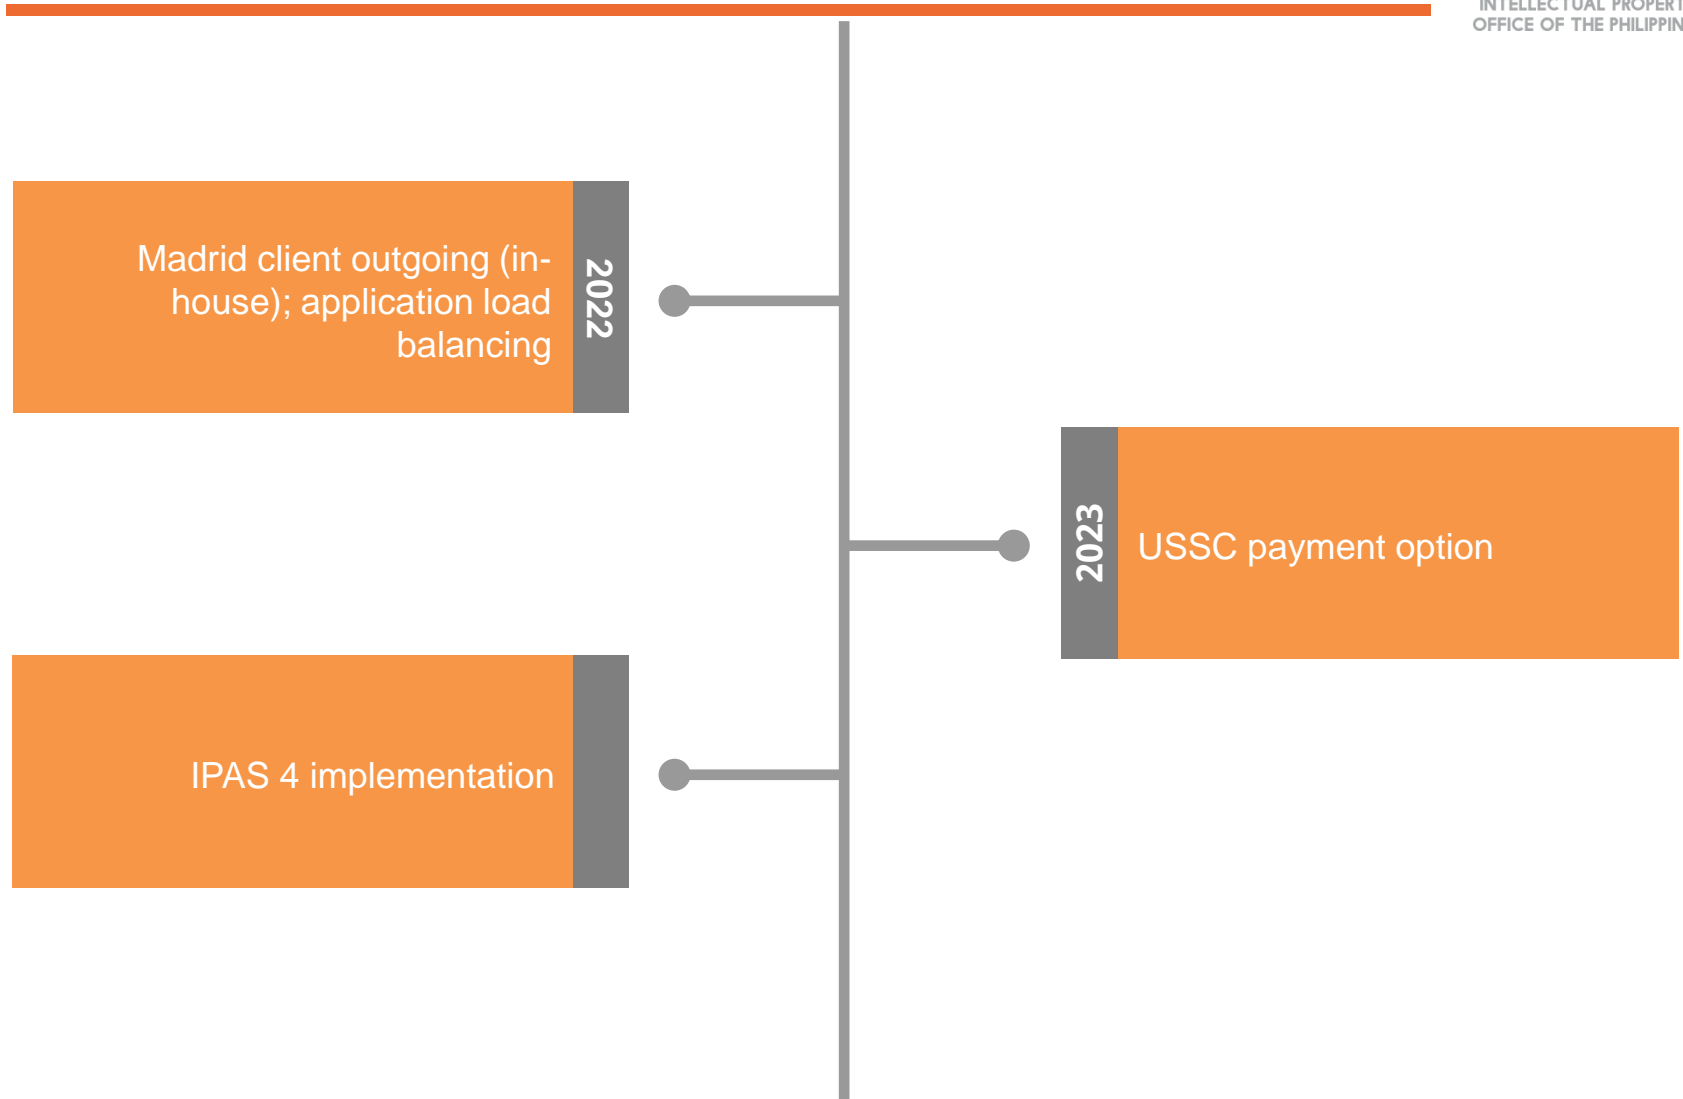 INTELLECTUAL PROPERT
OFFICE OF THE PHILIPPIN
Madrid client outgoing (in-
house); application load
balancing
2022
2023
USSC payment option
IPAS 4 implementation